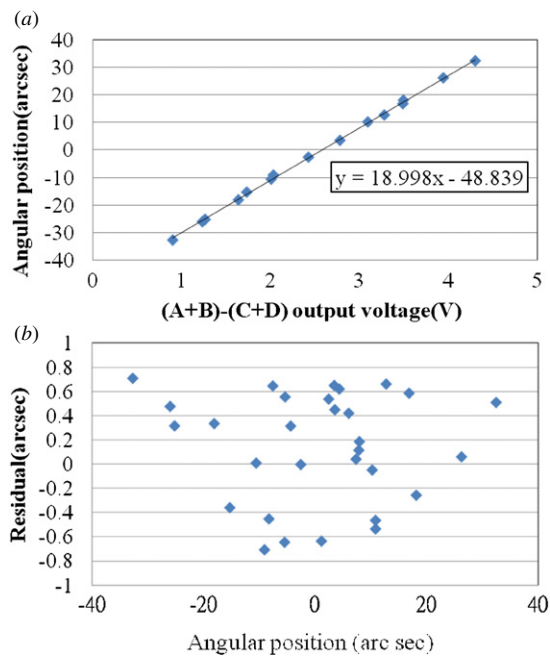 (a)
40
30
20
10
0
-10
-20
-30
-40
Angular position(arcsec)
y = 18.998x - 48.839
0 1 2 3 4 5
(A+B)-(C+D) output voltage(V)
(b)
1
0.8
0.6
0.4
0.2
0
-0.2
-0.4
-0.6
-0.8
-1
Residual(arcsec)
-40 -20 0 20 40
Angular position (arc sec)